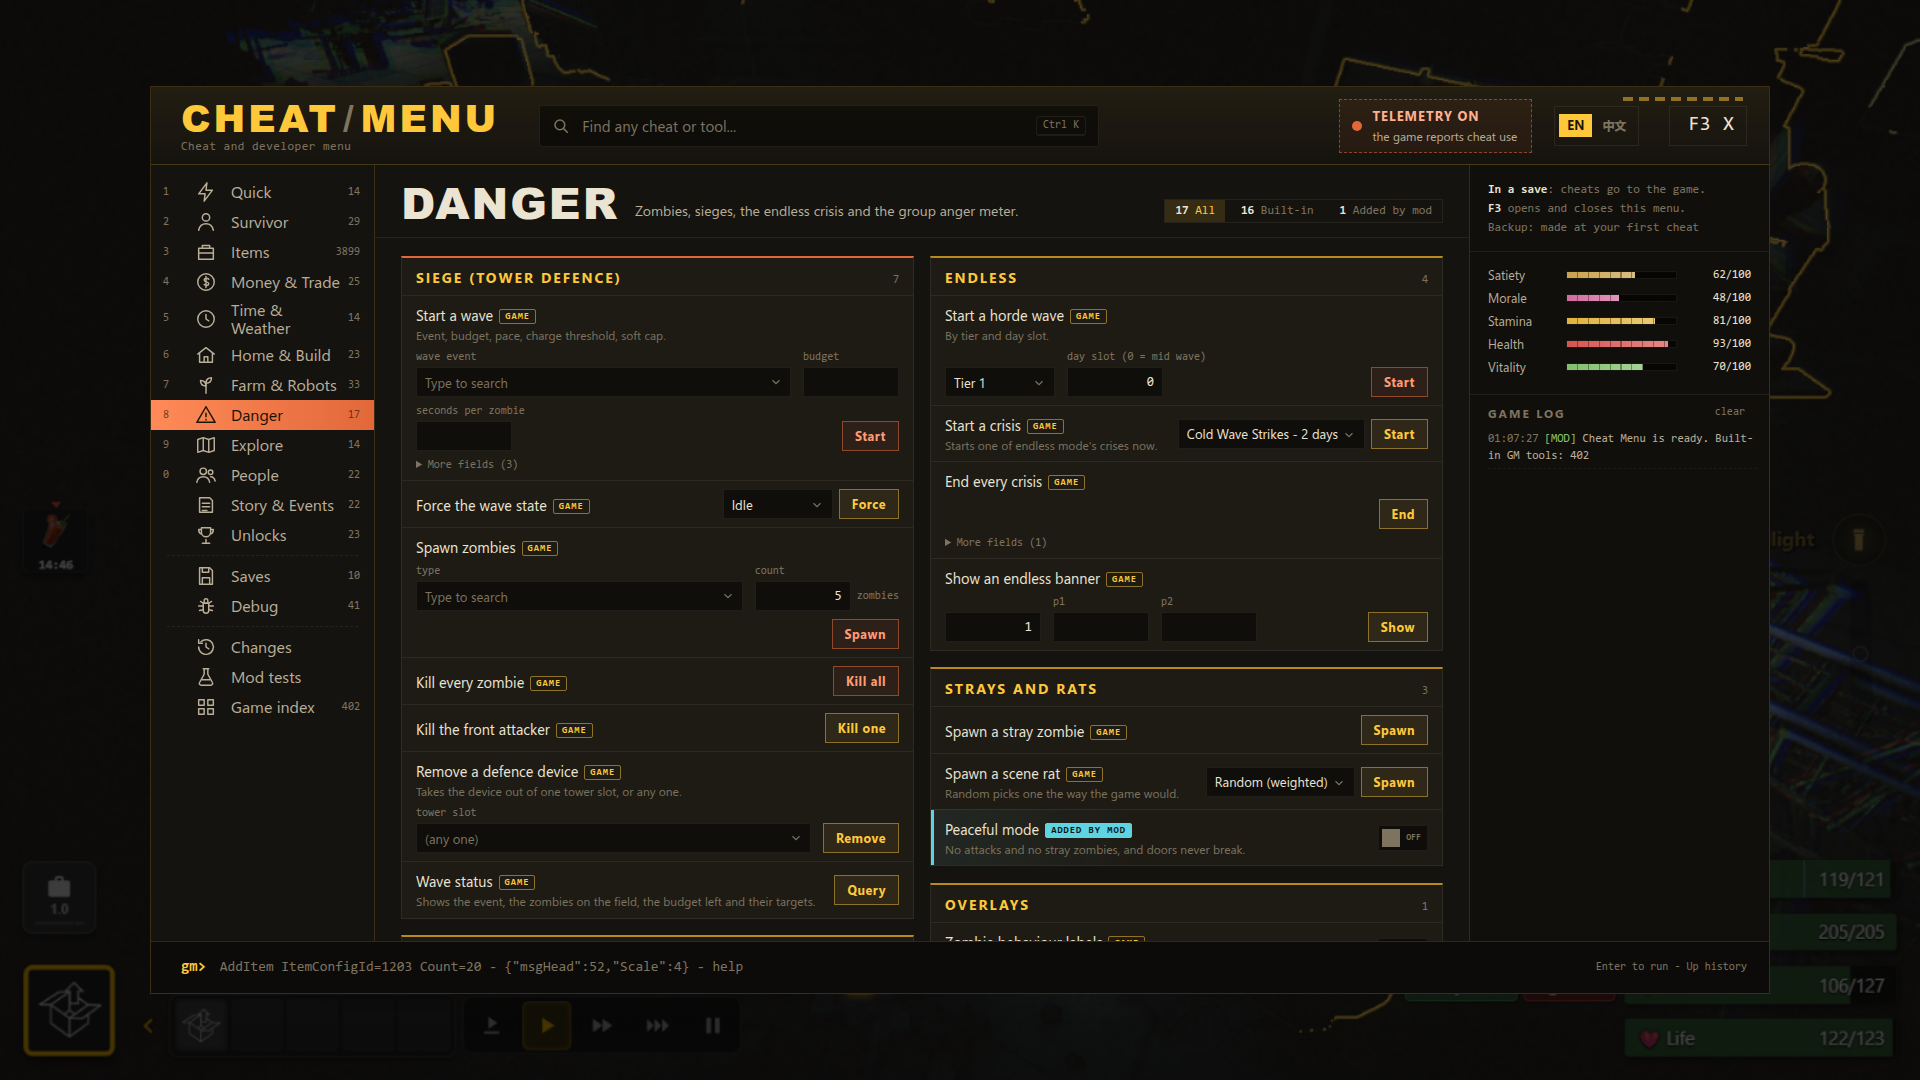 CHEAT/MENU
Cheat and developer menu
Find any cheat or tool...
Ctrl K
TELEMETRY ON
the game reports cheat use
EN
中文
F3 X
1 Quick 14
2 Survivor 29
3 Items 3899
4 Money & Trade 25
5 Time & Weather 14
6 Home & Build 23
7 Farm & Robots 33
8 Danger 17
9 Explore 14
0 People 22
Story & Events 22
Unlocks 23
Saves 10
Debug 41
Changes
Mod tests
Game index 402
DANGER
Zombies, sieges, the endless crisis and the group anger meter.
17 All
16 Built-in
1 Added by mod
SIEGE (TOWER DEFENCE) 7
Start a wave GAME
Event, budget, pace, charge threshold, soft cap.
wave event
budget
Type to search
seconds per zombie
Start
More fields (3)
Force the wave state GAME
Idle
Force
Spawn zombies GAME
type
count
Type to search
5 zombies
Spawn
Kill every zombie GAME
Kill all
Kill the front attacker GAME
Kill one
Remove a defence device GAME
Takes the device out of one tower slot, or any one.
tower slot
(any one)
Remove
Wave status GAME
Shows the event, the zombies on the field, the budget left and their targets.
Query
ENDLESS 4
Start a horde wave GAME
By tier and day slot.
day slot (0 = mid wave)
Tier 1
0
Start
Start a crisis GAME
Starts one of endless mode's crises now.
Cold Wave Strikes - 2 days
Start
End every crisis GAME
End
More fields (1)
Show an endless banner GAME
p1
p2
1
Show
STRAYS AND RATS 3
Spawn a stray zombie GAME
Spawn
Spawn a scene rat GAME
Random picks one the way the game would.
Random (weighted)
Spawn
Peaceful mode ADDED BY MOD
No attacks and no stray zombies, and doors never break.
OFF
OVERLAYS 1
Zombie behaviour labels GAME
In a save: cheats go to the game.
F3 opens and closes this menu.
Backup: made at your first cheat
Satiety 62/100
Morale 48/100
Stamina 81/100
Health 93/100
Vitality 70/100
GAME LOG
clear
01:07:27 [MOD] Cheat Menu is ready. Built-
in GM tools: 402
gm> AddItem ItemConfigId=1203 Count=20 - {"msgHead":52,"Scale":4} - help
Enter to run - Up history
14:46
1.0
light
119/121
205/205
106/127
Life 122/123